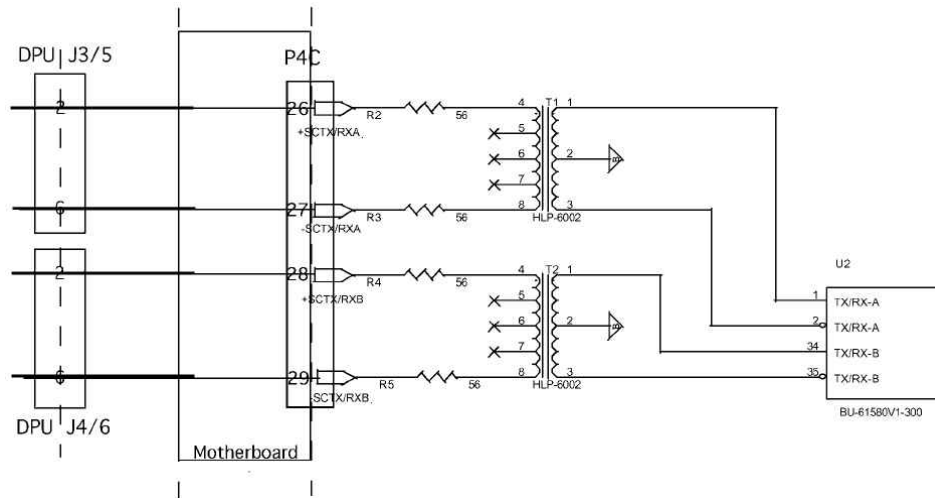 DPU J3/5
P4C
2
26
+SCTX/RXA
R2
56
4
T1
1
5
6
2
B
7
6
27
-SCTX/RXA
R3
56
8
3
HLP-6002
2
28
+SCTX/RXB
R4
56
4
T2
1
5
6
2
B
7
6
29
-SCTX/RXB
R5
56
8
3
HLP-6002
U2
1 TX/RX-A
2 TX/RX-A
34 TX/RX-B
35 TX/RX-B
BU-61580V1-300
DPU J4/6
Motherboard